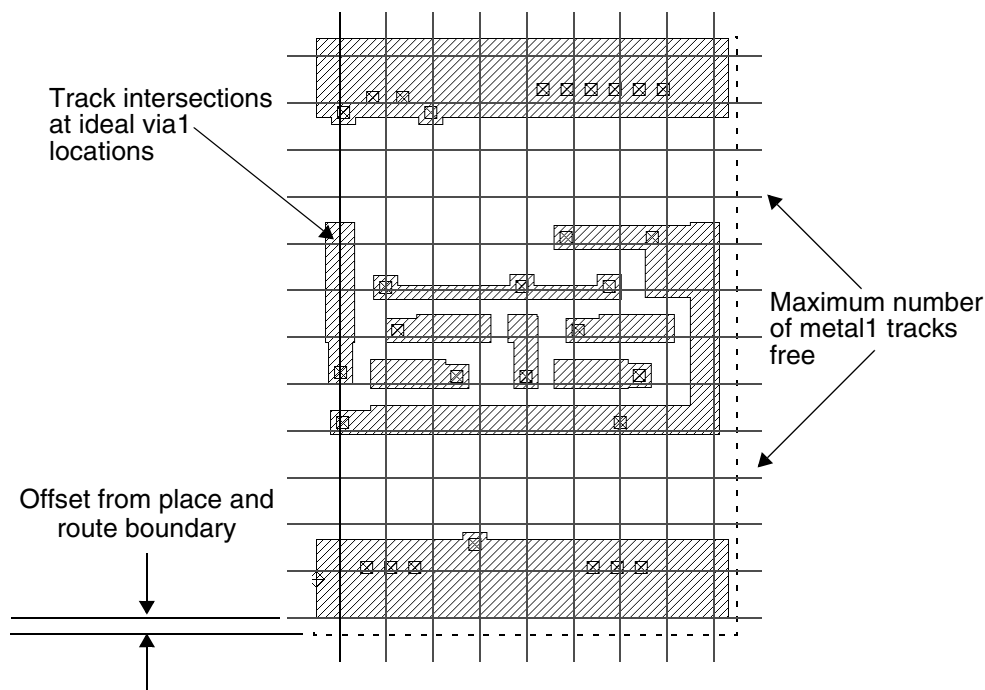 Track intersections
at ideal via1
locations
Maximum number
of metal1 tracks
free
Offset from place and
route boundary